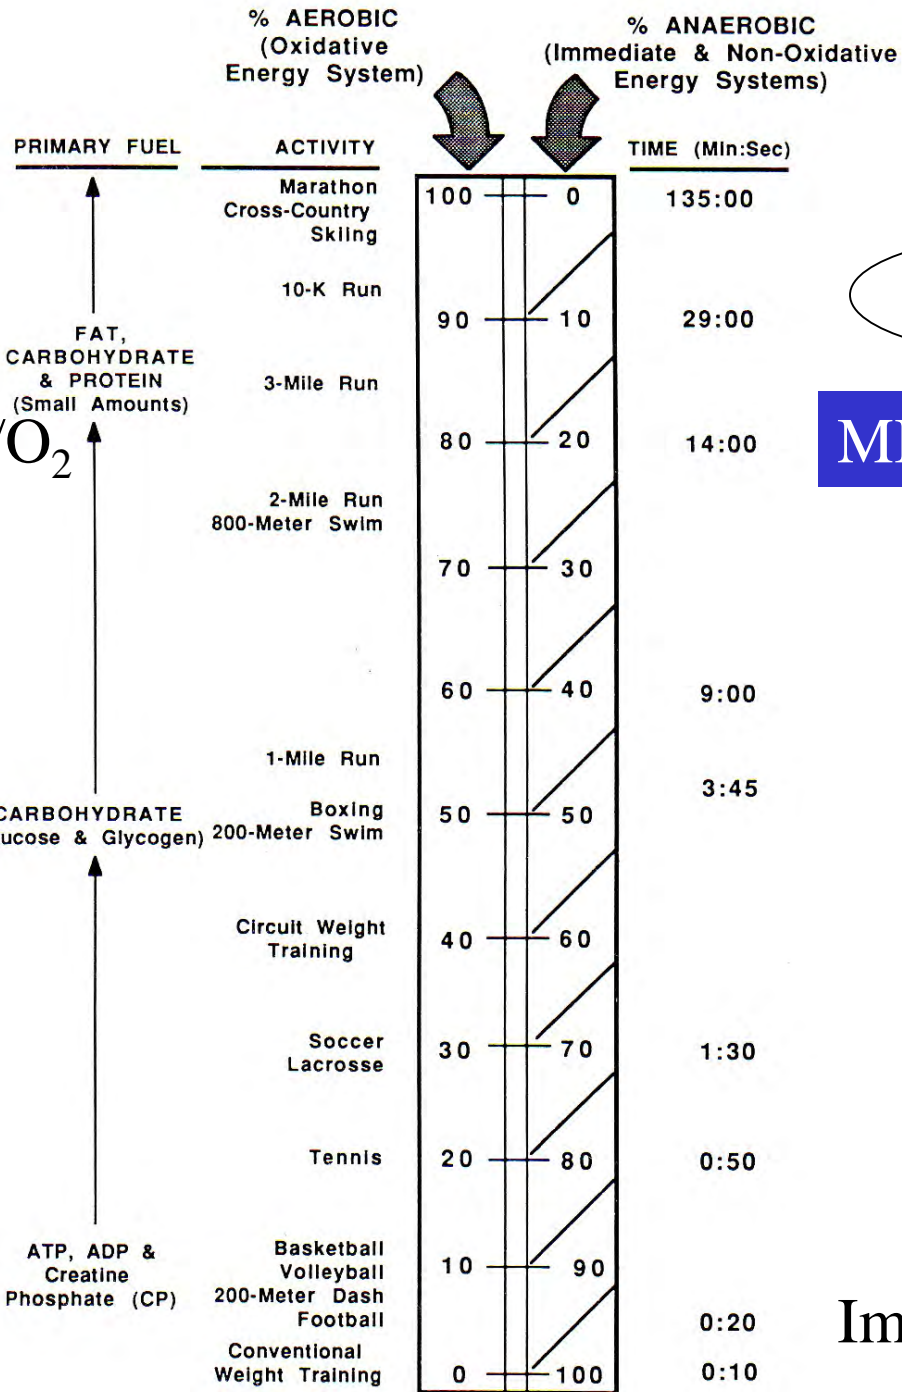 % AEROBIC
(Oxidative
Energy System)
% ANAEROBIC
(Immediate & Non-Oxidative
Energy Systems)
PRIMARY FUEL
ACTIVITY
TIME (Min:Sec)
Marathon
Cross-Country
Skiing
100
0
135:00
10-K Run
90
10
29:00
FAT,
CARBOHYDRATE
& PROTEIN
(Small Amounts)
3-Mile Run
O2
80
20
14:00
2-Mile Run
800-Meter Swim
70
30
60
40
9:00
1-Mile Run
3:45
CARBOHYDRATE
& Glycogen)
Boxing
200-Meter Swim
50
50
Circuit Weight
Training
40
60
Soccer
Lacrosse
30
70
1:30
Tennis
20
80
0:50
ATP, ADP &
Creatine
Phosphate (CP)
Basketball
Volleyball
200-Meter Dash
Football
10
90
0:20
Conventional
Weight Training
0
100
0:10